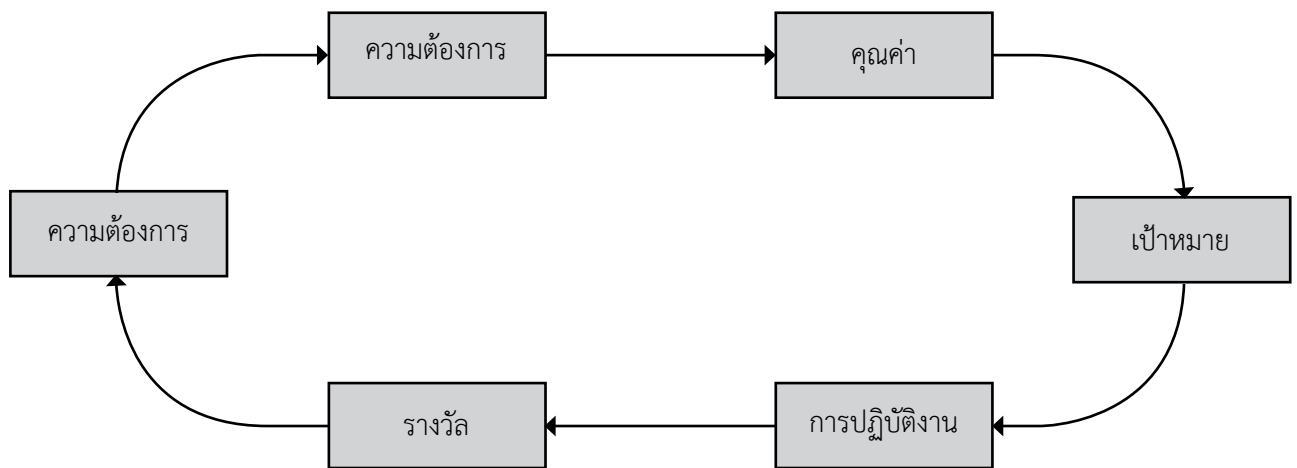 ความต้องการ
คุณค่า
ความต้องการ
เป้าหมาย
รางวัล
การปฏิบัติงาน